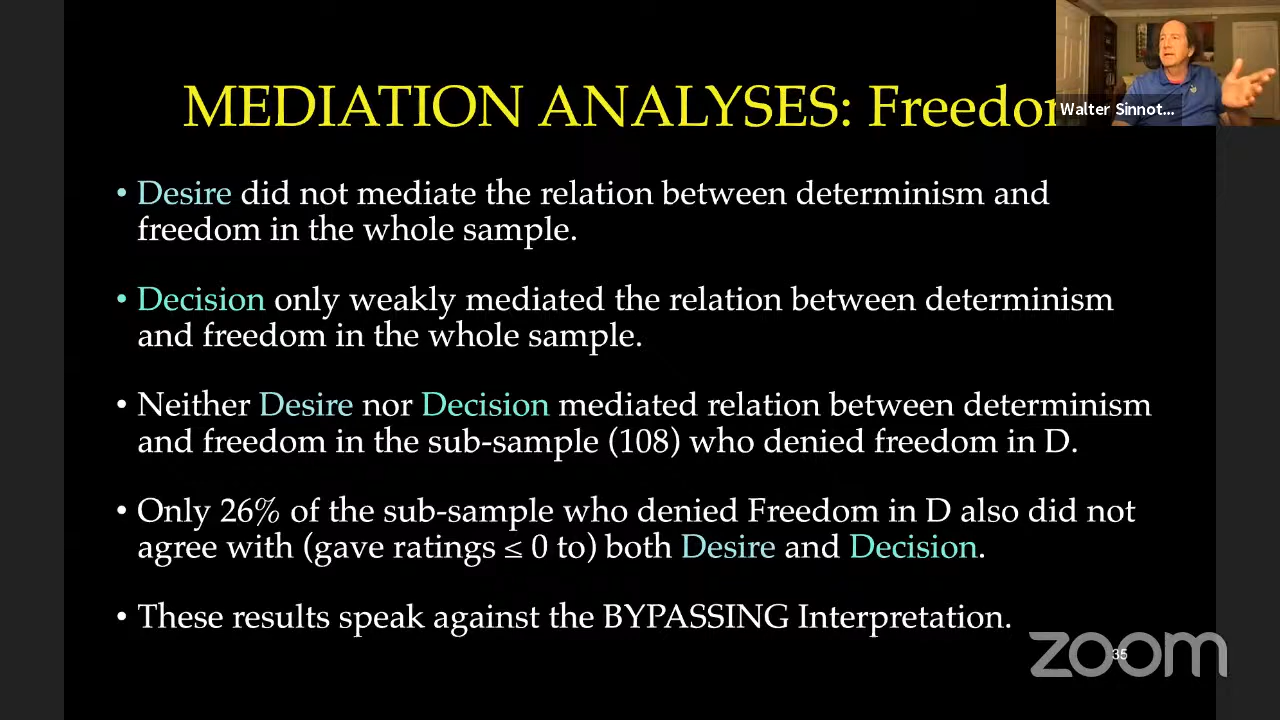 MEDIATION ANALYSES: Freedo
Walter Sinnot...
• Desire did not mediate the relation between determinism and
freedom in the whole sample.
• Decision only weakly mediated the relation between determinism
and freedom in the whole sample.
• Neither Desire nor Decision mediated relation between determinism
and freedom in the sub-sample (108) who denied freedom in D.
• Only 26% of the sub-sample who denied Freedom in D also did not
agree with (gave ratings ≤ 0 to) both Desire and Decision.
• These results speak against the BYPASSING Interpretation.
35
zoom